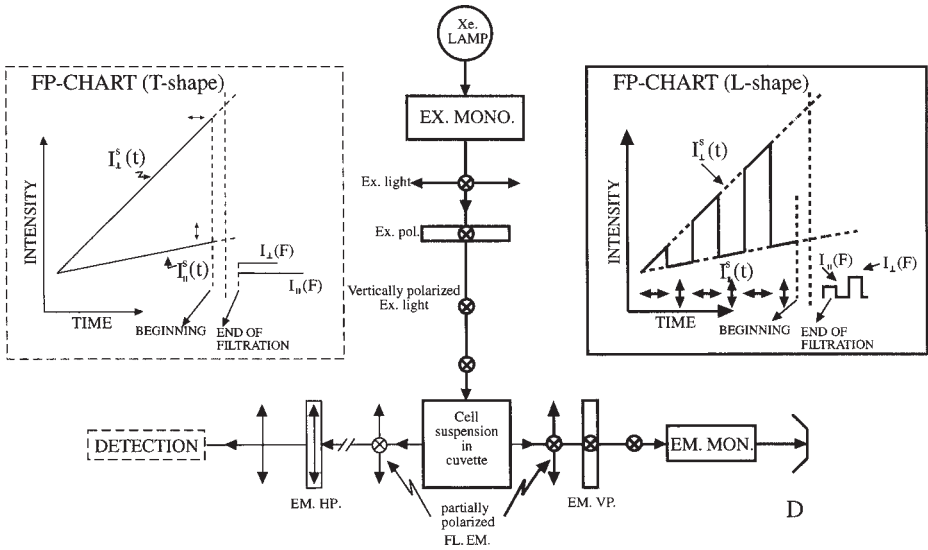 Xe.
LAMP
EX. MONO.
Ex. light
Ex. pol.
Vertically polarized
Ex. light
FP-CHART (T-shape)
INTENSITY
I⊥ˢ(t)
I∥ˢ(t)
I⊥(F)
I∥(F)
TIME
BEGINNING
END OF
FILTRATION
FP-CHART (L-shape)
INTENSITY
I⊥ˢ(t)
I∥ˢ(t)
I∥(F)
I⊥(F)
TIME
BEGINNING
END OF
FILTRATION
DETECTION
EM. HP.
Cell
suspension
in
cuvette
partially
polarized
FL. EM.
EM. VP.
EM. MON.
D